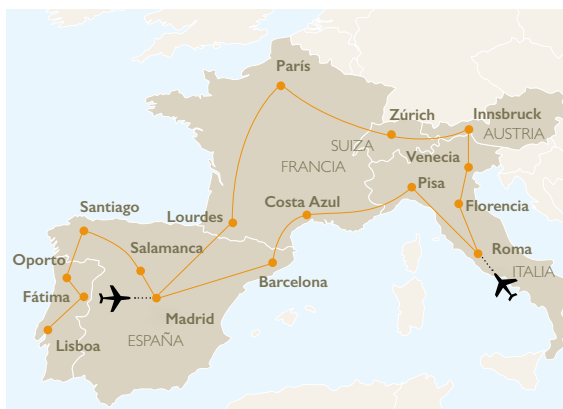 París
Zúrich
Innsbruck
SUIZA
AUSTRIA
Venecia
FRANCIA
Pisa
Costa Azul
Santiago
Lourdes
Florencia
Salamanca
Roma
Oporto
ITALIA
Barcelona
Fátima
Madrid
Lisboa
ESPAÑA